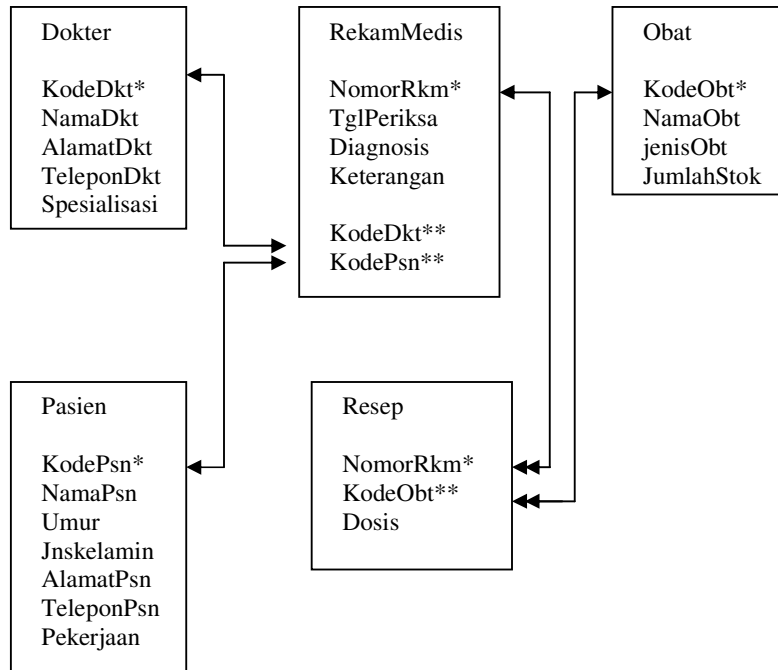 Dokter
KodeDkt*
NamaDkt
AlamatDkt
TeleponDkt
Spesialisasi
RekamMedis
NomorRkm*
TglPeriksa
Diagnosis
Keterangan
KodeDkt**
KodePsn**
Obat
KodeObt*
NamaObt
jenisObt
JumlahStok
Pasien
KodePsn*
NamaPsn
Umur
Jnskelamin
AlamatPsn
TeleponPsn
Pekerjaan
Resep
NomorRkm*
KodeObt**
Dosis